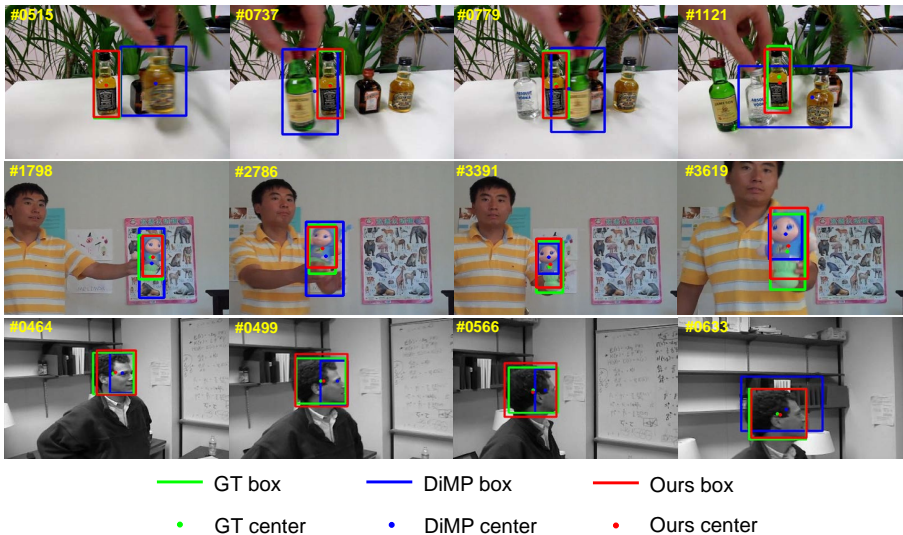 #0515 #0737 #0779 #1121
#1798 #2786 #3391 #3619
#0464 #0499 #0566 #0683
GT box DiMP box Ours box
GT center DiMP center Ours center